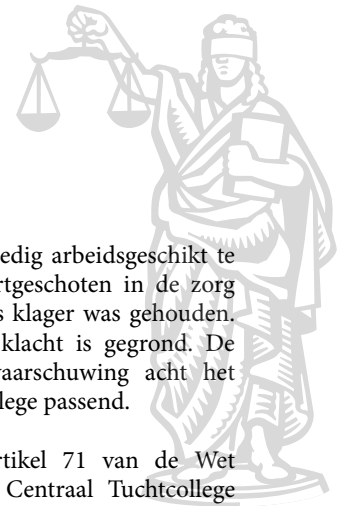 edig arbeidsgeschikt te
rtgeschoten in de zorg
s klager was gehouden.
klacht is gegrond. De
vaarschuwing acht het
lege passend.
rtikel 71 van de Wet
Centraal Tuchtcollege